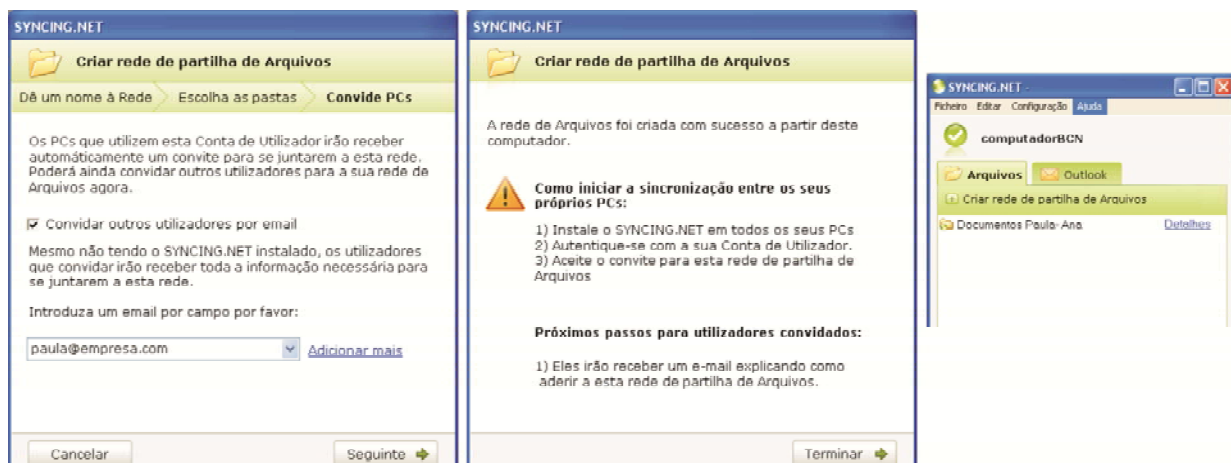 SYNCING.NET
Criar rede de partilha de Arquivos
Dê um nome à Rede Escolha as pastas Convide PCs
Os PCs que utilizem esta Conta de Utilizador irão receber
automáticamente um convite para se juntarem a esta rede.
Poderá ainda convidar outros utilizadores para a sua rede de
Arquivos agora.
Convidar outros utilizadores por email
Mesmo não tendo o SYNCING.NET instalado, os utilizadores
que convidar irão receber toda a informação necessária para
se juntarem a esta rede.
Introduza um email por campo por favor:
paula@empresa.com Adicionar mais
Cancelar Seguinte
SYNCING.NET
Criar rede de partilha de Arquivos
A rede de Arquivos foi criada com sucesso a partir deste
computador.
Como iniciar a sincronização entre os seus
próprios PCs:
1) Instale o SYNCING.NET em todos os seus PCs
2) Autentique-se com a sua Conta de Utilizador.
3) Aceite o convite para esta rede de partilha de
Arquivos
Próximos passos para utilizadores convidados:
1) Eles irão receber um e-mail explicando como
aderir a esta rede de partilha de Arquivos.
Terminar
SYNCING.NET -
Ficheiro Editar Configuração Ajuda
computadorBCN
Arquivos Outlook
Criar rede de partilha de Arquivos
Documentos Paula-Ana Detalhes